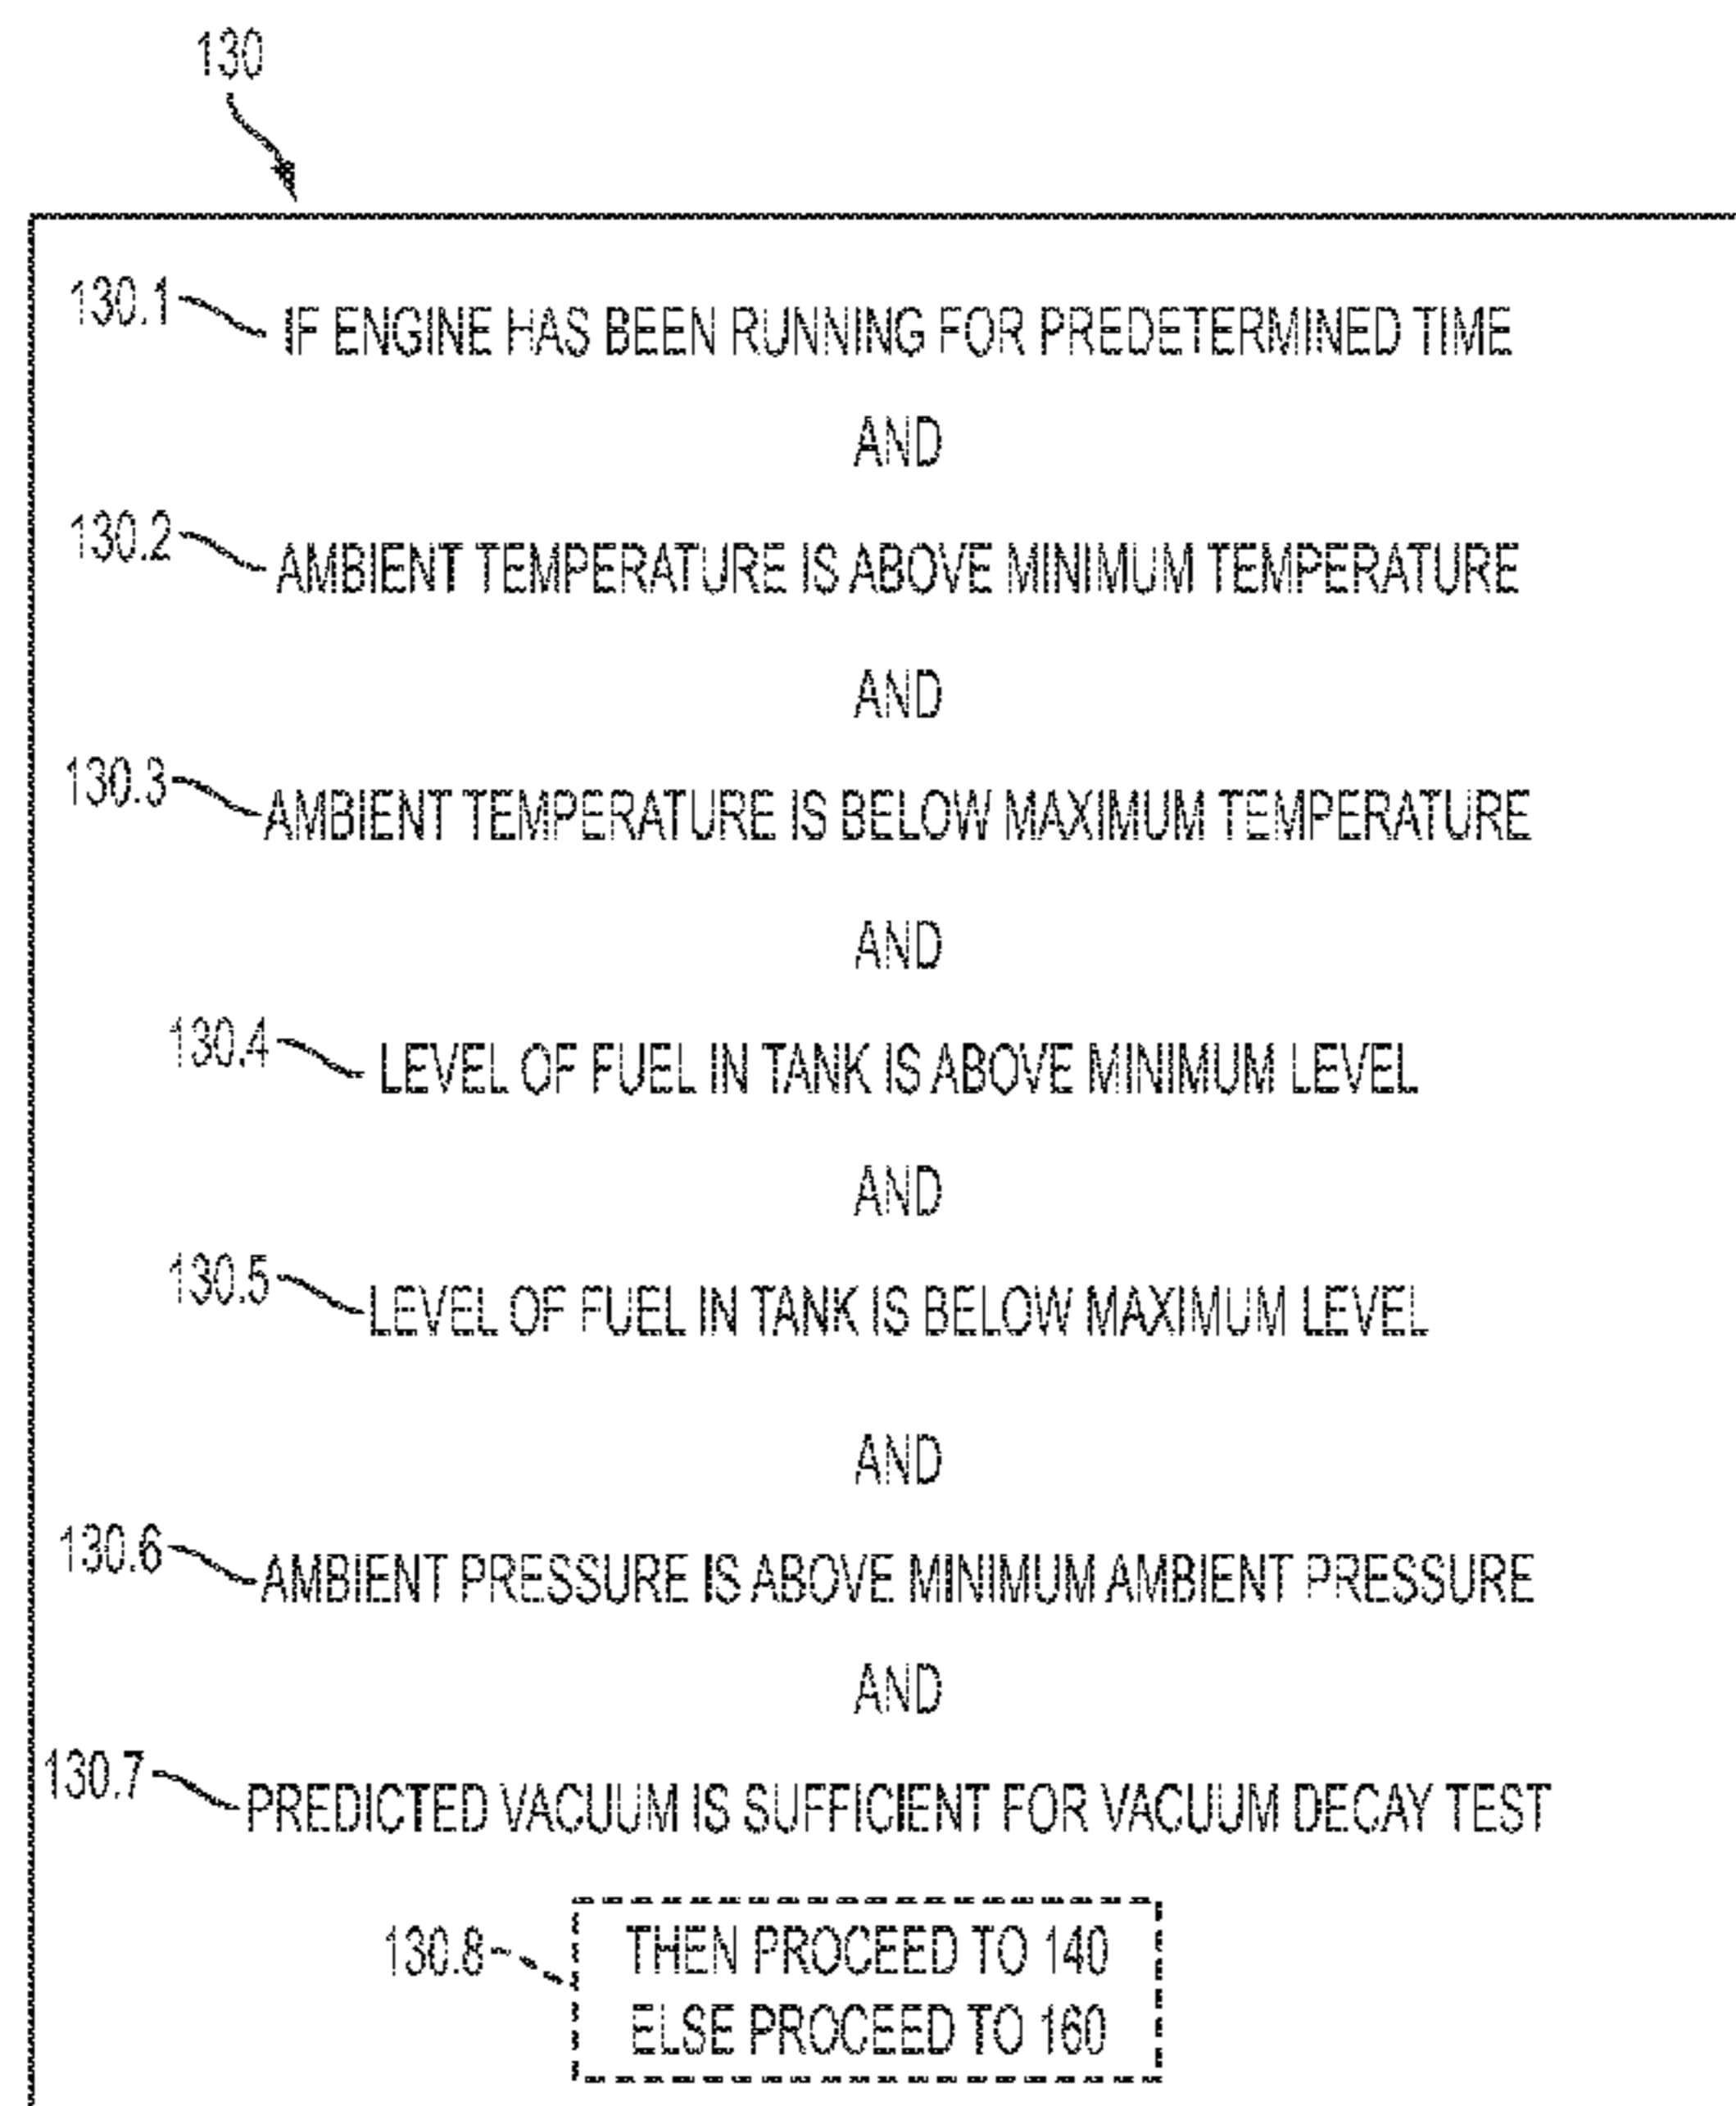 130
130.1 IF ENGINE HAS BEEN RUNNING FOR PREDETERMINED TIME
AND
130.2 AMBIENT TEMPERATURE IS ABOVE MINIMUM TEMPERATURE
AND
130.3 AMBIENT TEMPERATURE IS BELOW MAXIMUM TEMPERATURE
AND
130.4 LEVEL OF FUEL IN TANK IS ABOVE MINIMUM LEVEL
AND
130.5 LEVEL OF FUEL IN TANK IS BELOW MAXIMUM LEVEL
AND
130.6 AMBIENT PRESSURE IS ABOVE MINIMUM AMBIENT PRESSURE
AND
130.7 PREDICTED VACUUM IS SUFFICIENT FOR VACUUM DECAY TEST
130.8 THEN PROCEED TO 140
ELSE PROCEED TO 160